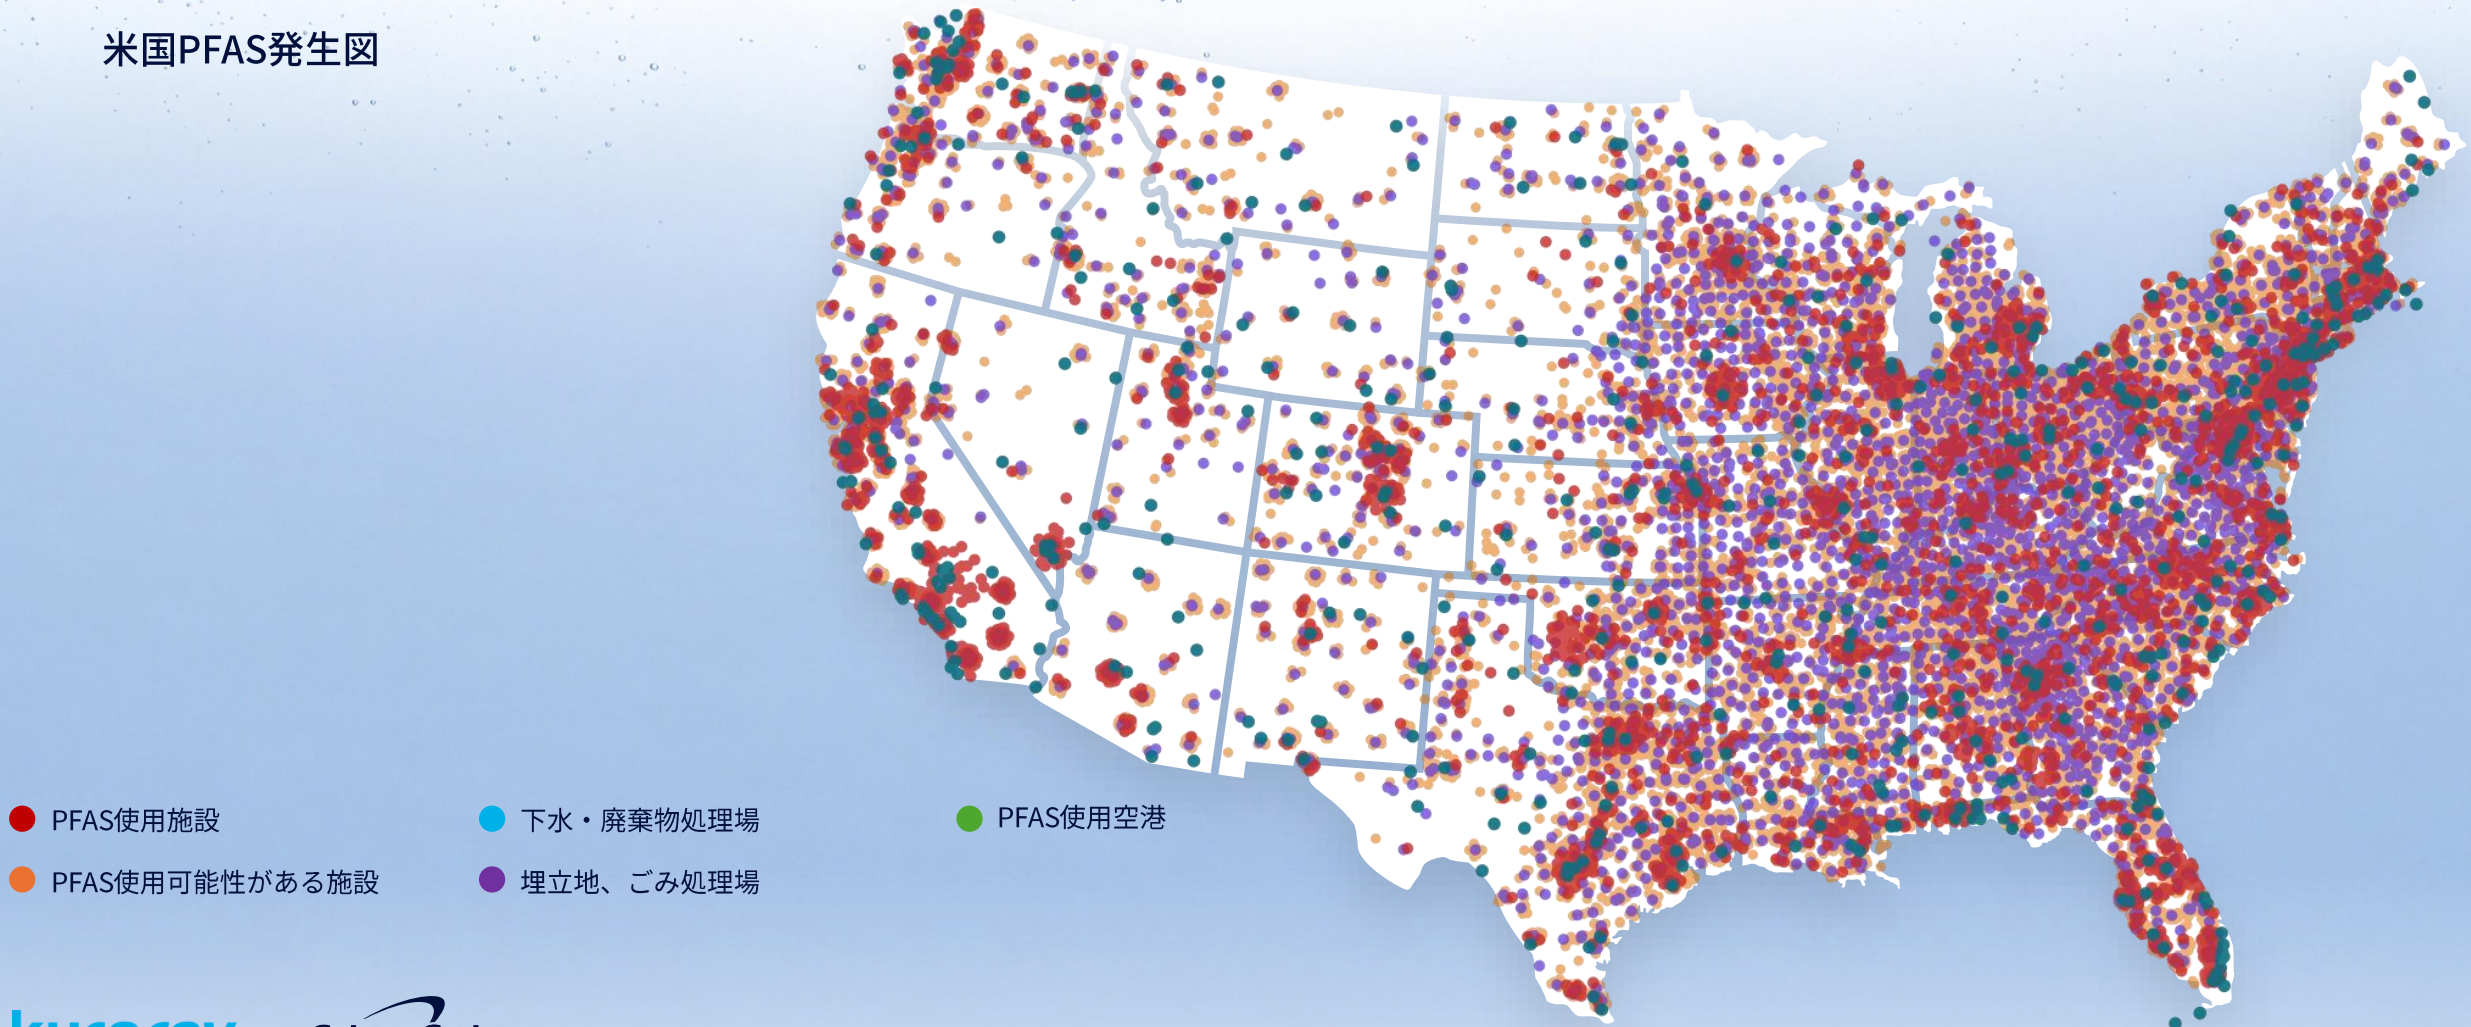 米国PFAS発生図
PFAS使用施設
下水・廃棄物処理場
PFAS使用空港
PFAS使用可能性がある施設
埋立地、ごみ処理場
kuraray